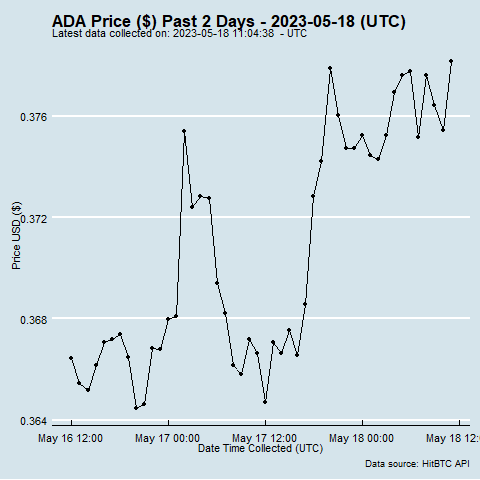 ADA Price ($) Past 2 Days - 2023-05-18 (UTC)
Latest data collected on: 2023-05-18 11:04:38 - UTC
0.376
0.372
Price USD ($)
0.368
0.364
May 16 12:00 May 17 00:00 May 17 12:00 May 18 00:00 May 18 12:
Date Time Collected (UTC)
Data source: HitBTC API